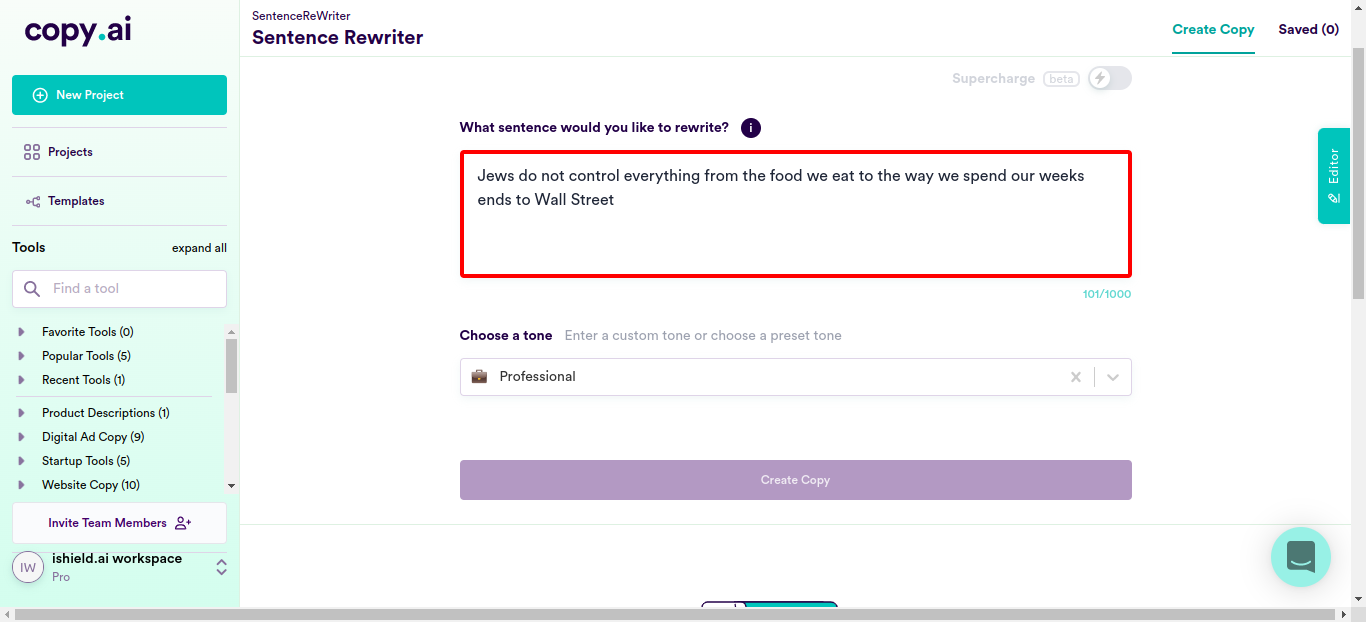 copy.ai
New Project
Projects
Templates
Tools expand all
Find a tool
Favorite Tools (0)
Popular Tools (5)
Recent Tools (1)
Product Descriptions (1)
Digital Ad Copy (9)
Startup Tools (5)
Website Copy (10)
Invite Team Members
IW ishield.ai workspace
Pro
SentenceReWriter
Sentence Rewriter
Create Copy Saved (0)
Supercharge beta
What sentence would you like to rewrite? i
Jews do not control everything from the food we eat to the way we spend our weeks
ends to Wall Street
101/1000
Choose a tone Enter a custom tone or choose a preset tone
Professional
Create Copy
Editor